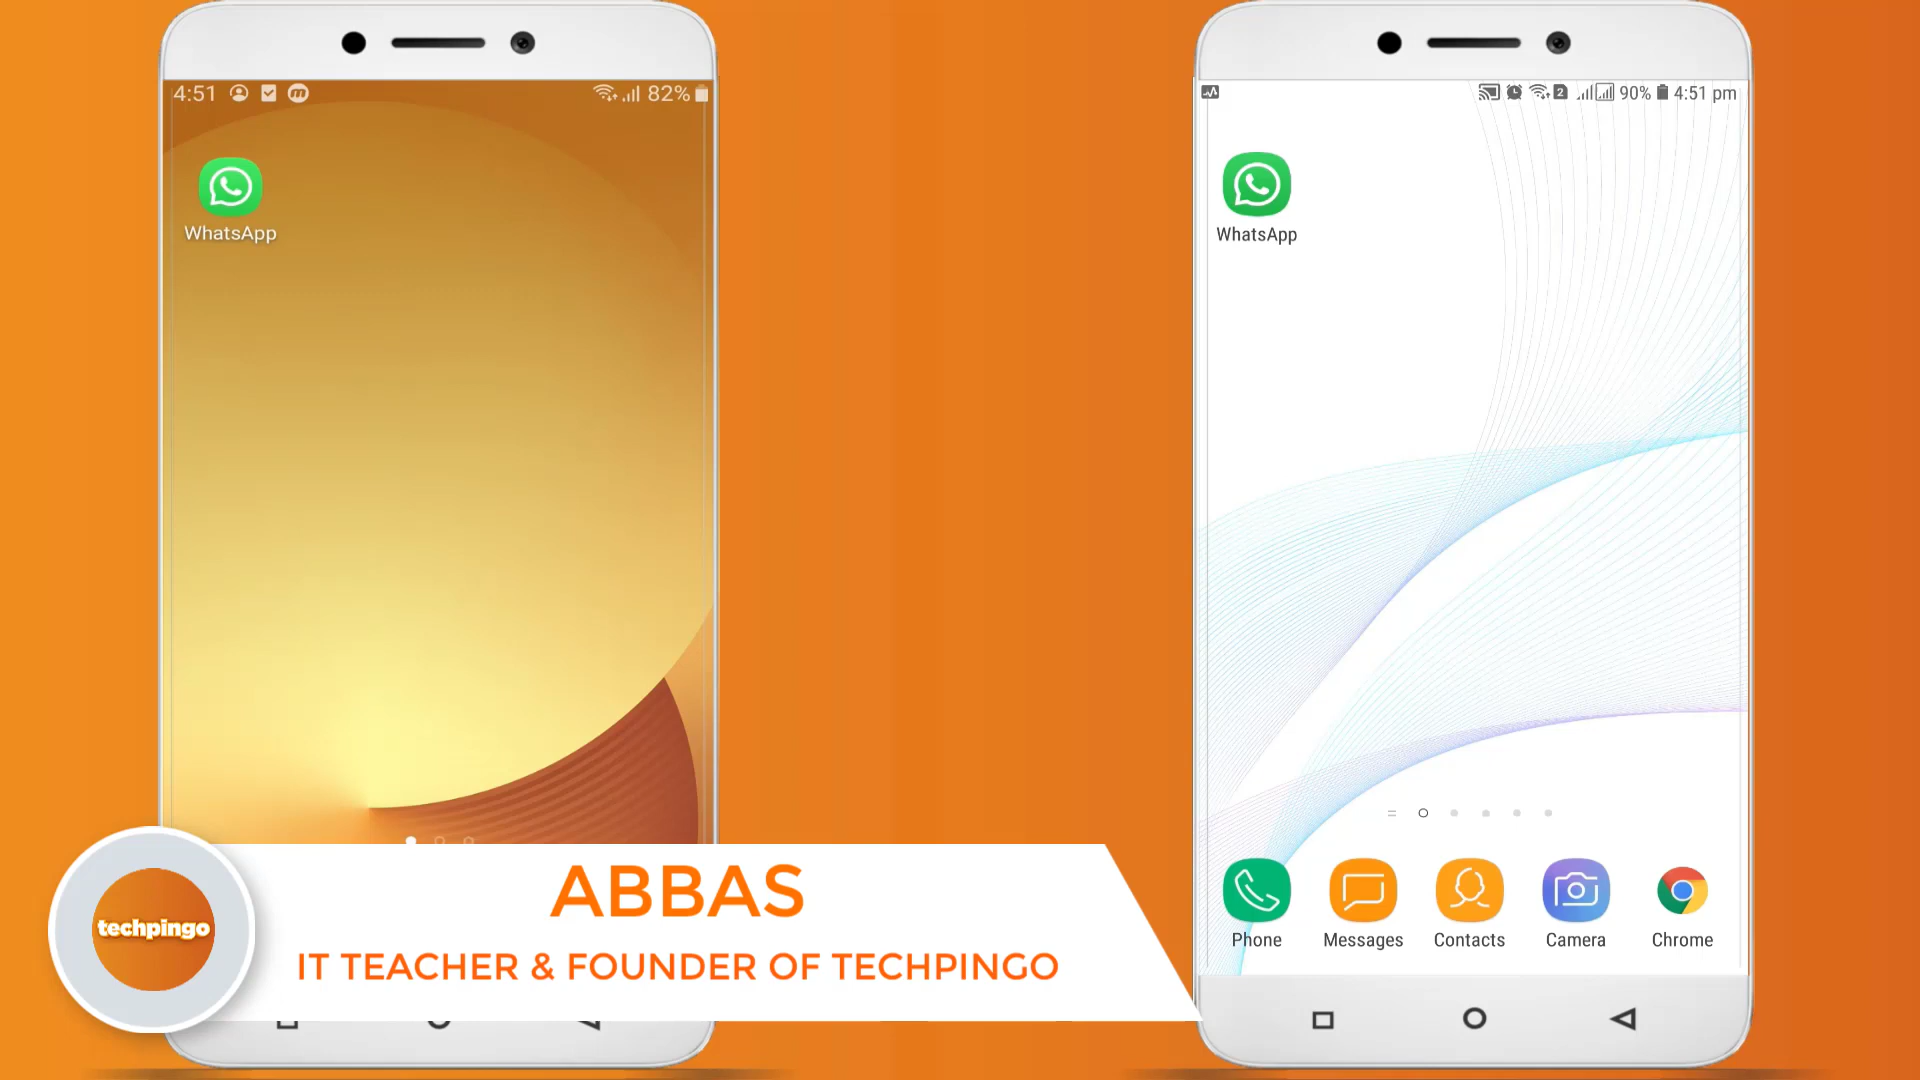 4:51
82%
WhatsApp
90% 4:51 pm
2
WhatsApp
Phone
Messages
Contacts
Camera
Chrome
techpingo
ABBAS
IT TEACHER & FOUNDER OF TECHPINGO